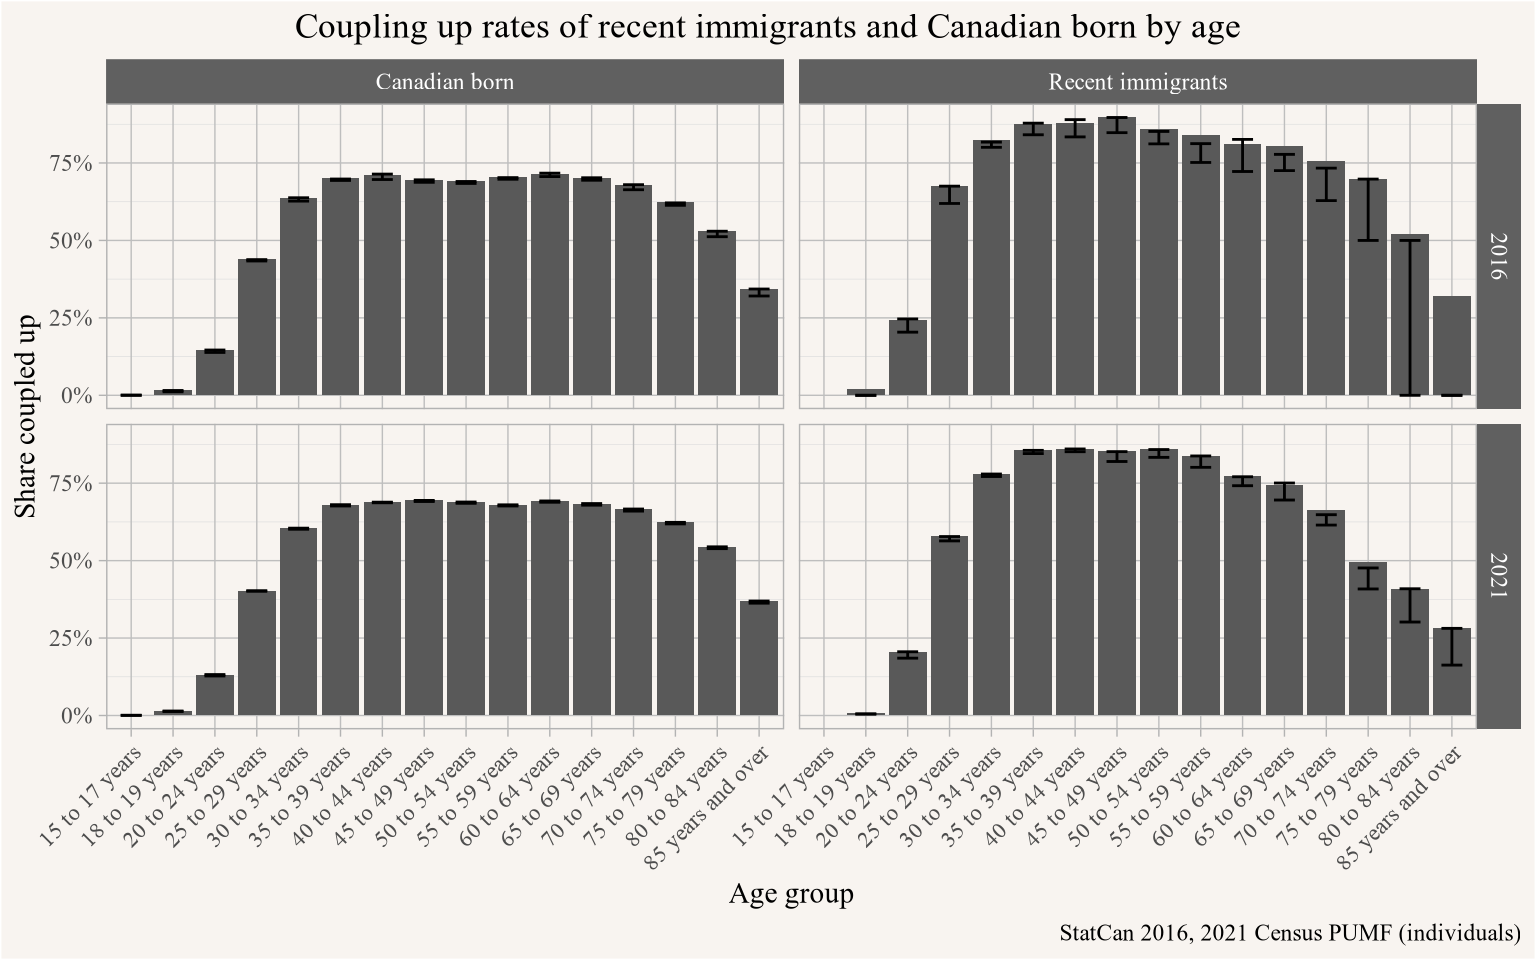 Coupling up rates of recent immigrants and Canadian born by age
Canadian born
Recent immigrants
Share coupled up
75%
50%
25%
0%
2016
75%
50%
25%
0%
2021
15 to 17 years
18 to 19 years
20 to 24 years
25 to 29 years
30 to 34 years
35 to 39 years
40 to 44 years
45 to 49 years
50 to 54 years
55 to 59 years
60 to 64 years
65 to 69 years
70 to 74 years
75 to 79 years
80 to 84 years
85 years and over
15 to 17 years
18 to 19 years
20 to 24 years
25 to 29 years
30 to 34 years
35 to 39 years
40 to 44 years
45 to 49 years
50 to 54 years
55 to 59 years
60 to 64 years
65 to 69 years
70 to 74 years
75 to 79 years
80 to 84 years
85 years and over
Age group
StatCan 2016, 2021 Census PUMF (individuals)